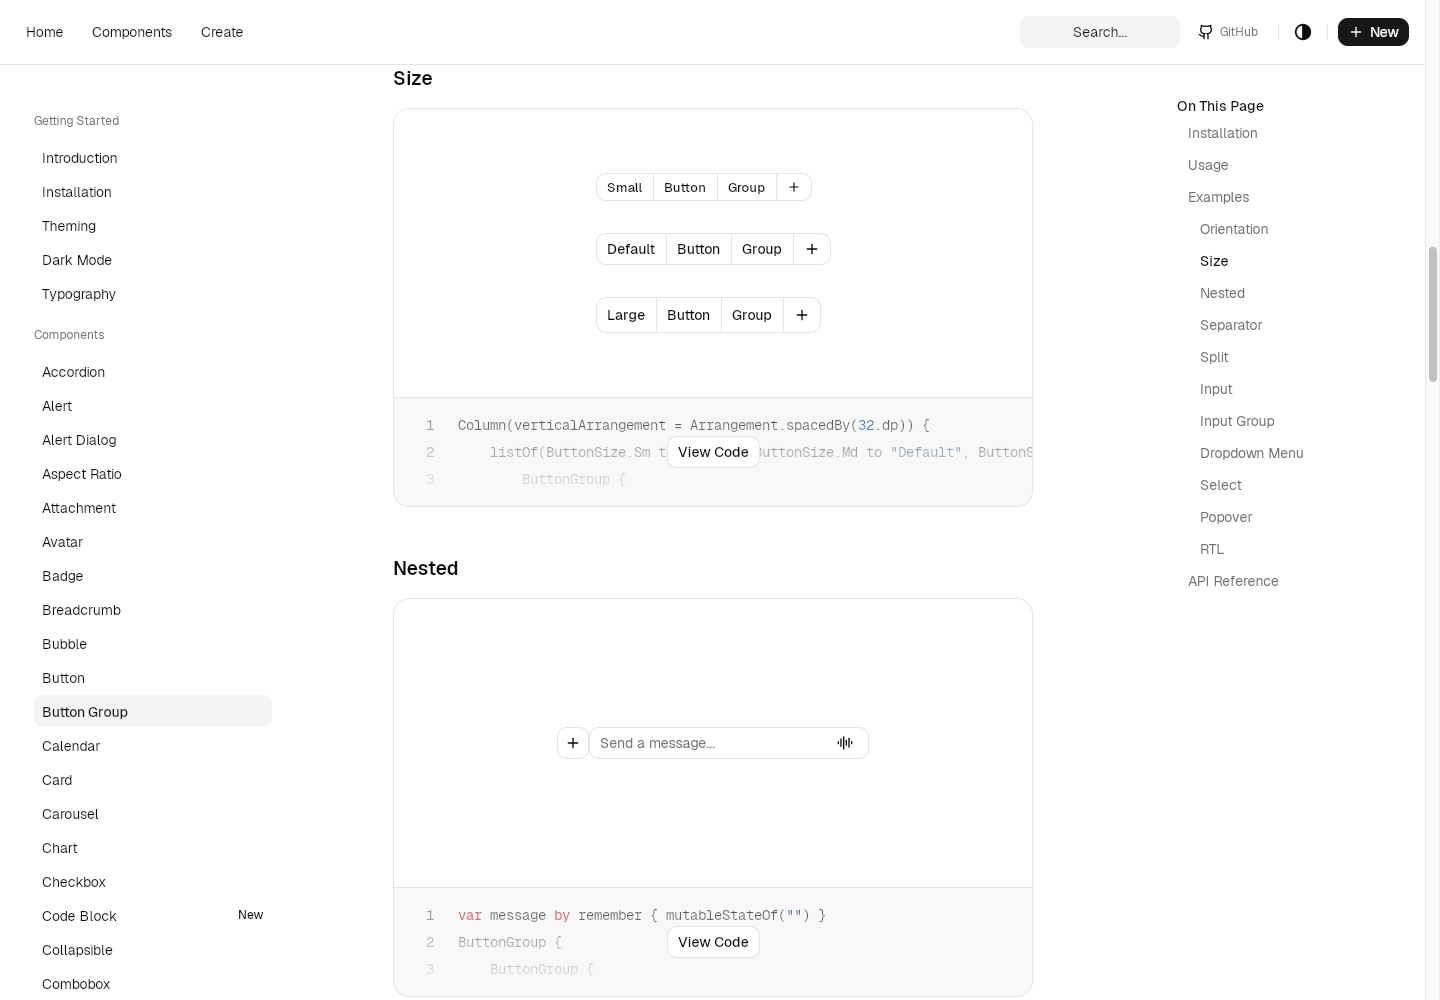 Home Components Create Search... GitHub New
Getting Started
Introduction
Installation
Theming
Dark Mode
Typography
Components
Accordion
Alert
Alert Dialog
Aspect Ratio
Attachment
Avatar
Badge
Breadcrumb
Bubble
Button
Button Group
Calendar
Card
Carousel
Chart
Checkbox
Code Block New
Collapsible
Combobox
Size
Small Button Group
Default Button Group
Large Button Group
1 Column(verticalArrangement = Arrangement.spacedBy(32.dp)) {
2 listOf(ButtonSize.Sm View Code ButtonSize.Md to "Default",
3 ButtonGroup {
Nested
Send a message...
1 var message by remember { mutableStateOf("") }
2 ButtonGroup {
View Code
3 ButtonGroup {
On This Page
Installation
Usage
Examples
Orientation
Size
Nested
Separator
Split
Input
Input Group
Dropdown Menu
Select
Popover
RTL
API Reference